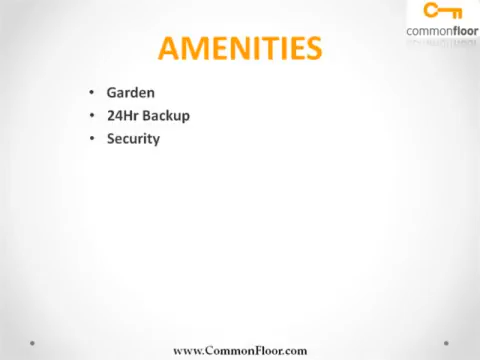 commonfloor
AMENITIES
• Garden
• 24Hr Backup
• Security
www.CommonFloor.com